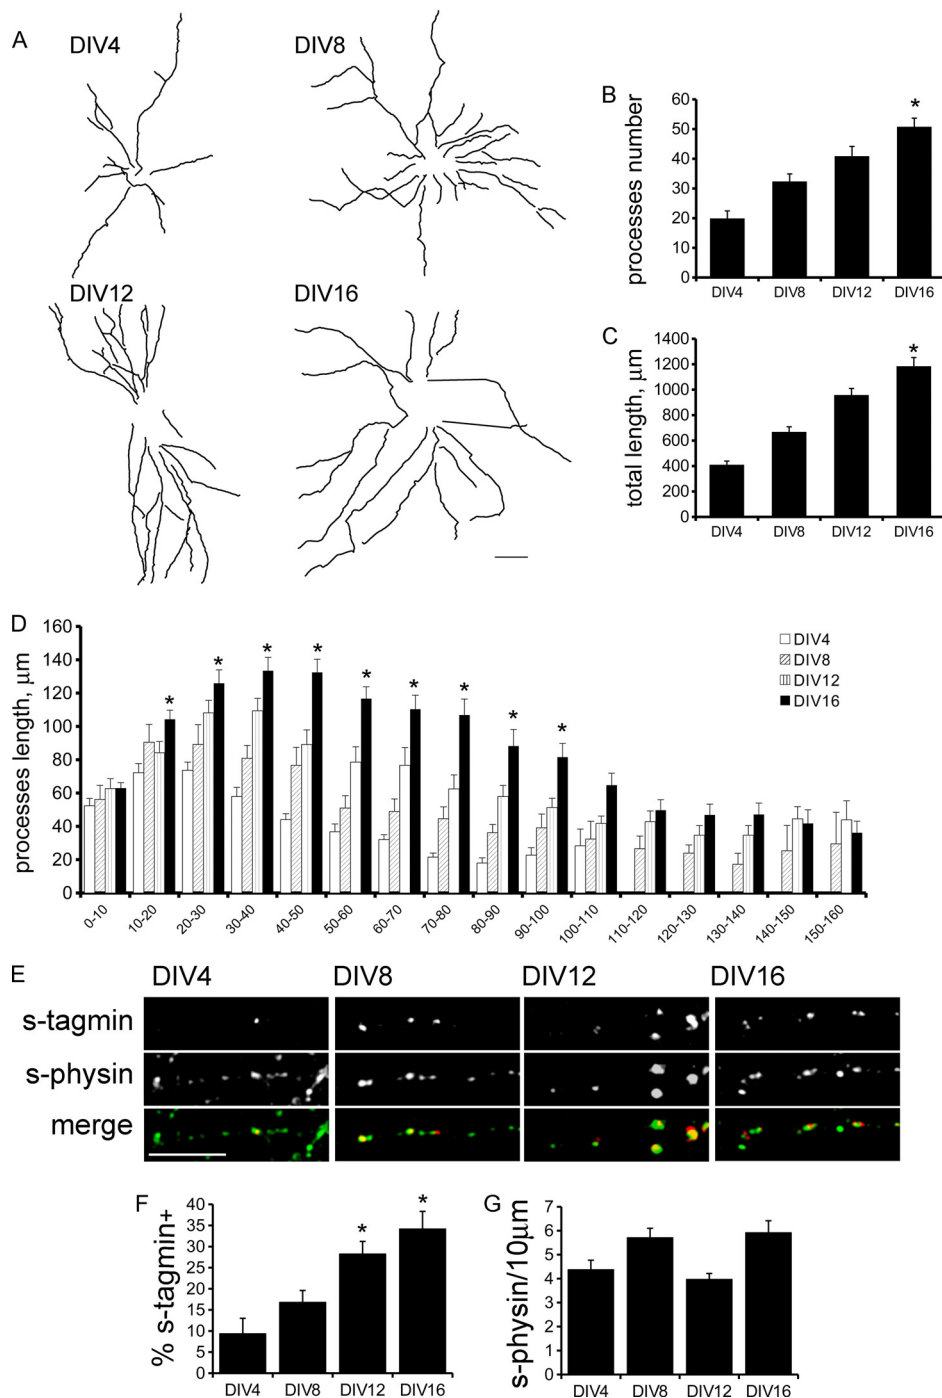 A
DIV4
DIV8
DIV12
DIV16
B
processes number
60
50
40
30
20
10
0
*
DIV4 DIV8 DIV12 DIV16
C
total length, μm
1400
1200
1000
800
600
400
200
0
*
DIV4 DIV8 DIV12 DIV16
D
processes length, μm
160
140
120
100
80
60
40
20
0
* * * * * * * * *
DIV4
DIV8
DIV12
DIV16
0-10 10-20 20-30 30-40 40-50 50-60 60-70 70-80 80-90 90-100 100-110 110-120 120-130 130-140 140-150 150-160
E
DIV4 DIV8 DIV12 DIV16
s-tagmin
s-physin
merge
F
% s-tagmin+
40
35
30
25
20
15
10
5
0
* *
DIV4 DIV8 DIV12 DIV16
G
s-physin/10μm
7
6
5
4
3
2
1
0
DIV4 DIV8 DIV12 DIV16